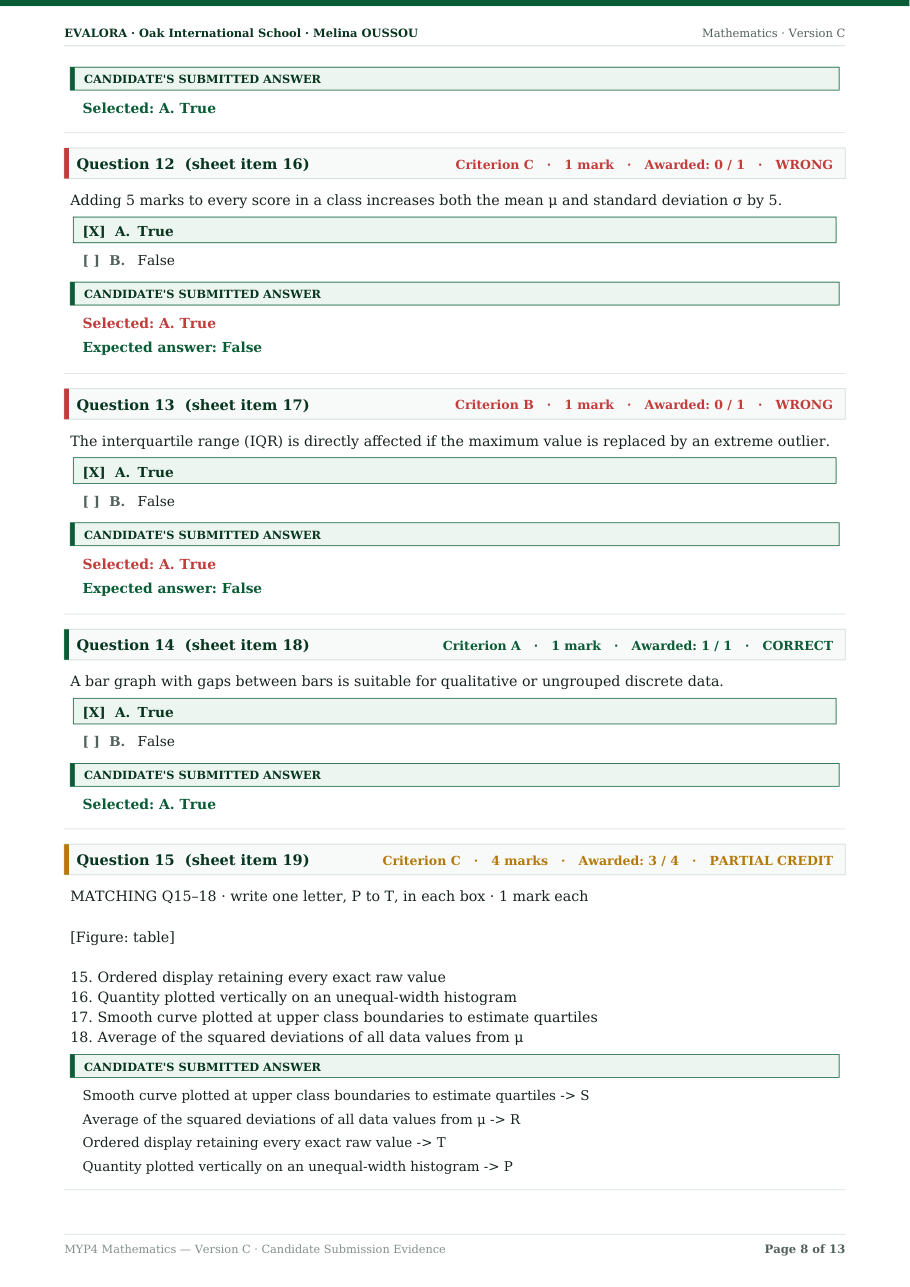 EVALORA · Oak International School · Melina OUSSOU
Mathematics · Version C
CANDIDATE'S SUBMITTED ANSWER
Selected: A. True
Question 12 (sheet item 16)
Criterion C · 1 mark · Awarded: 0 / 1 · WRONG
Adding 5 marks to every score in a class increases both the mean μ and standard deviation σ by 5.
[X] A. True
[ ] B. False
CANDIDATE'S SUBMITTED ANSWER
Selected: A. True
Expected answer: False
Question 13 (sheet item 17)
Criterion B · 1 mark · Awarded: 0 / 1 · WRONG
The interquartile range (IQR) is directly affected if the maximum value is replaced by an extreme outlier.
[X] A. True
[ ] B. False
CANDIDATE'S SUBMITTED ANSWER
Selected: A. True
Expected answer: False
Question 14 (sheet item 18)
Criterion A · 1 mark · Awarded: 1 / 1 · CORRECT
A bar graph with gaps between bars is suitable for qualitative or ungrouped discrete data.
[X] A. True
[ ] B. False
CANDIDATE'S SUBMITTED ANSWER
Selected: A. True
Question 15 (sheet item 19)
Criterion C · 4 marks · Awarded: 3 / 4 · PARTIAL CREDIT
MATCHING Q15–18 · write one letter, P to T, in each box · 1 mark each
[Figure: table]
15. Ordered display retaining every exact raw value
16. Quantity plotted vertically on an unequal-width histogram
17. Smooth curve plotted at upper class boundaries to estimate quartiles
18. Average of the squared deviations of all data values from μ
CANDIDATE'S SUBMITTED ANSWER
Smooth curve plotted at upper class boundaries to estimate quartiles -> S
Average of the squared deviations of all data values from μ -> R
Ordered display retaining every exact raw value -> T
Quantity plotted vertically on an unequal-width histogram -> P
MYP4 Mathematics — Version C · Candidate Submission Evidence
Page 8 of 13